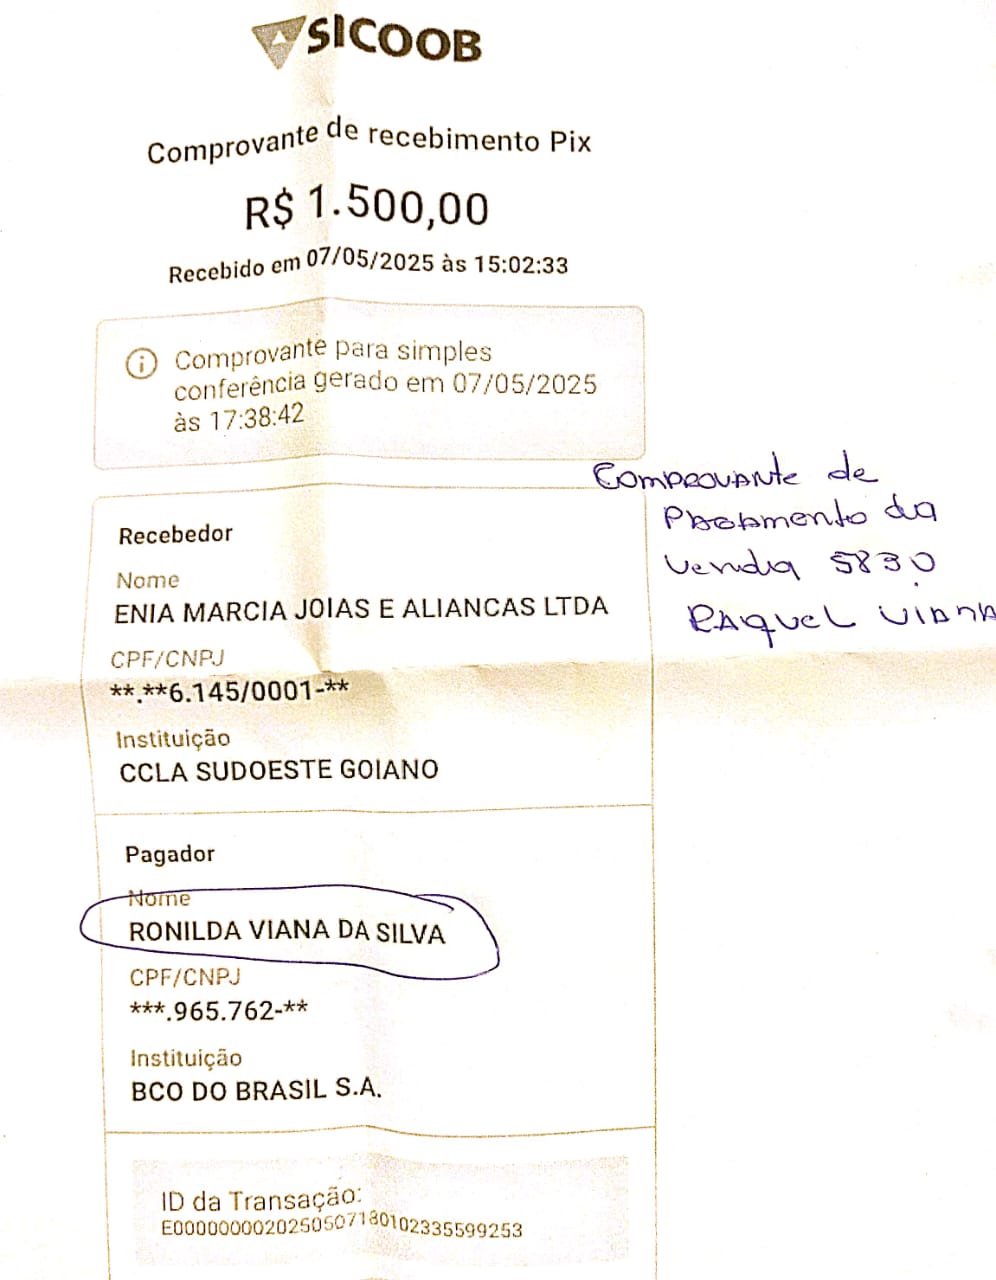 SICOOB
Comprovante de recebimento Pix
R$ 1.500,00
Recebido em 07/05/2025 às 15:02:33
Comprovante para simples
conferência gerado em 07/05/2025
às 17:38:42
Comprovante de
Pagamento da
Venda 5830
Raquel Viana
Recebedor
Nome
ENIA MARCIA JOIAS E ALIANCAS LTDA
CPF/CNPJ
**.**6.145/0001-**
Instituição
CCLA SUDOESTE GOIANO
Pagador
Nome
RONILDA VIANA DA SILVA
CPF/CNPJ
***.965.762-**
Instituição
BCO DO BRASIL S.A.
ID da Transação:
E0000000020250507180102335599253